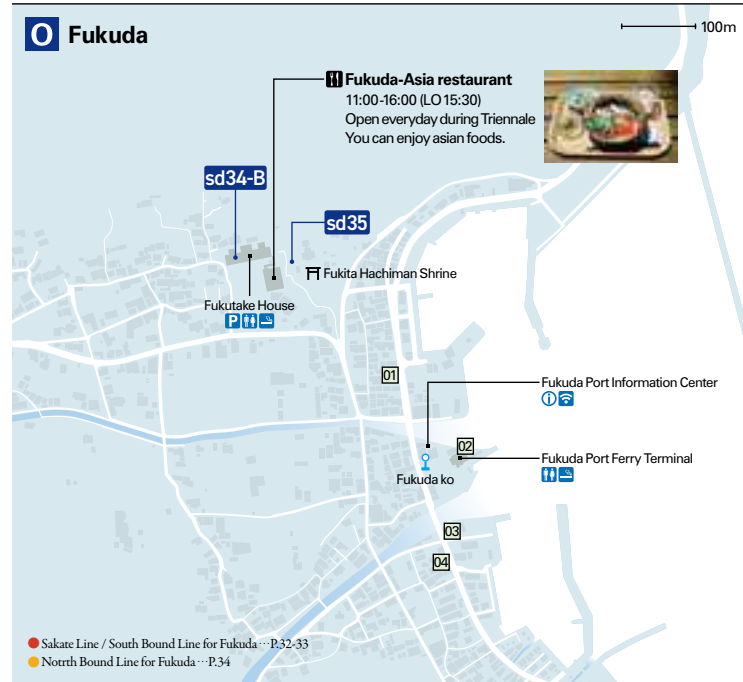 O Fukuda
100m
Fukuda-Asia restaurant
11:00-16:00 (LO 15:30)
Open everyday during Triennale
You can enjoy asian foods.
sd34-B
sd35
Fukita Hachiman Shrine
Fukutake House
P
01
Fukuda Port Information Center
i
02
Fukuda Port Ferry Terminal
Fukuda ko
03
04
Sakate Line / South Bound Line for Fukuda…P.32-33
Notrth Bound Line for Fukuda…P.34